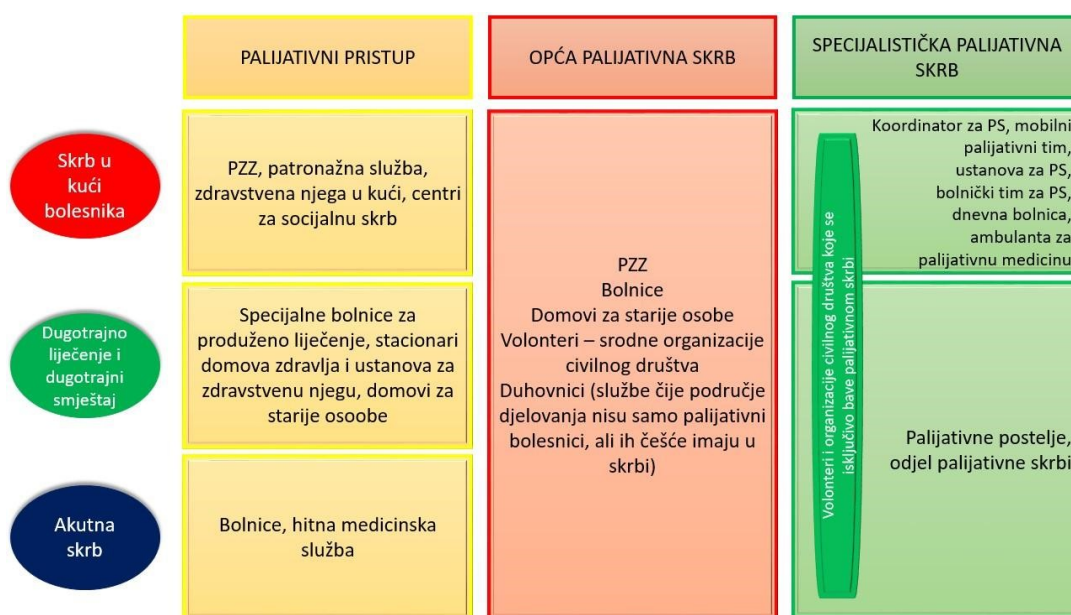 PALIJATIVNI PRISTUP
OPĆA PALIJATIVNA SKRB
SPECIJALISTIČKA PALIJATIVNA
SKRB
Skrb u
kući
bolesnika
PZZ, patronažna služba,
zdravstvena njega u kući, centri
za socijalnu skrb
Dugotrajno
liječenje i
dugotrajni
smještaj
Specijalne bolnice za
produženo liječenje, stacionari
domova zdravlja i ustanova za
zdravstvenu njegu, domovi za
starije osoobe
Akutna
skrb
Bolnice, hitna medicinska
služba
PZZ
Bolnice
Domovi za starije osobe
Volonteri – srodne organizacije
civilnog društva
Duhovnici (službe čije područje
djelovanja nisu samo palijativni
bolesnici, ali ih češće imaju u
skrbi)
Koordinator za PS, mobilni
palijativni tim,
ustanova za PS,
bolnički tim za PS,
dnevna bolnica,
ambulanta za
palijativnu medicinu
Volonteri i organizacije civilnog društva koje se
isključivo bave palijativnom skrbi
Palijativne postelje,
odjel palijativne skrbi